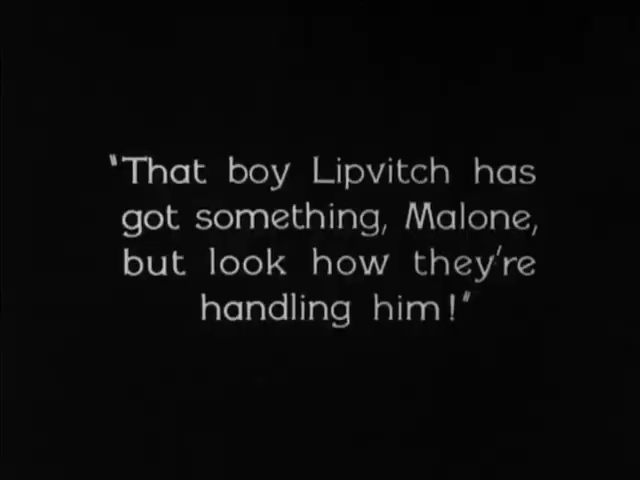 "That boy Lipvitch has
got something, Malone,
but look how they're
handling him!"